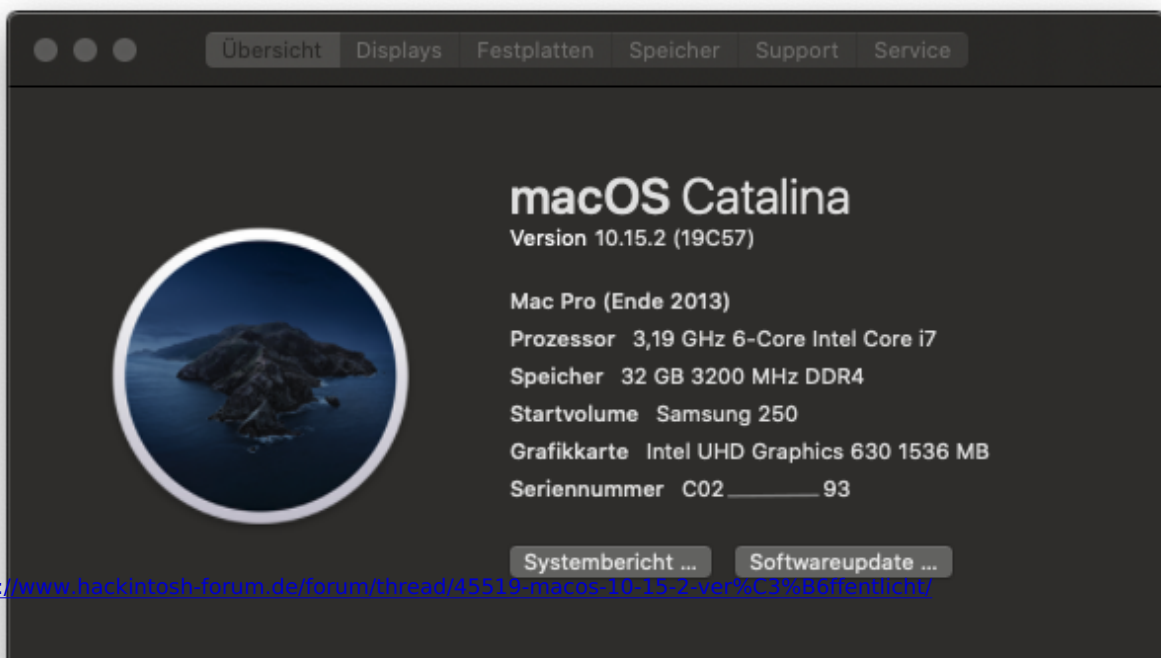 Übersicht Displays Festplatten Speicher Support Service
macOS Catalina
Version 10.15.2 (19C57)
Mac Pro (Ende 2013)
Prozessor 3,19 GHz 6-Core Intel Core i7
Speicher 32 GB 3200 MHz DDR4
Startvolume Samsung 250
Grafikkarte Intel UHD Graphics 630 1536 MB
Seriennummer C02 93
Systembericht ... Softwareupdate ...
://www.hackintosh-forum.de/forum/thread/45519-macos-10-15-2-ver%C3%B6ffentlicht/